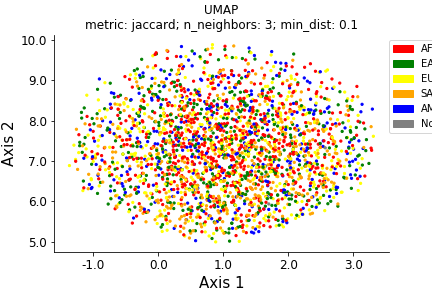 UMAP
metric: jaccard; n_neighbors: 3; min_dist: 0.1
10.0
9.0
8.0
7.0
6.0
5.0
Axis 2
-1.0
0.0
1.0
2.0
3.0
Axis 1
AF
EA
EU
SA
AM
No